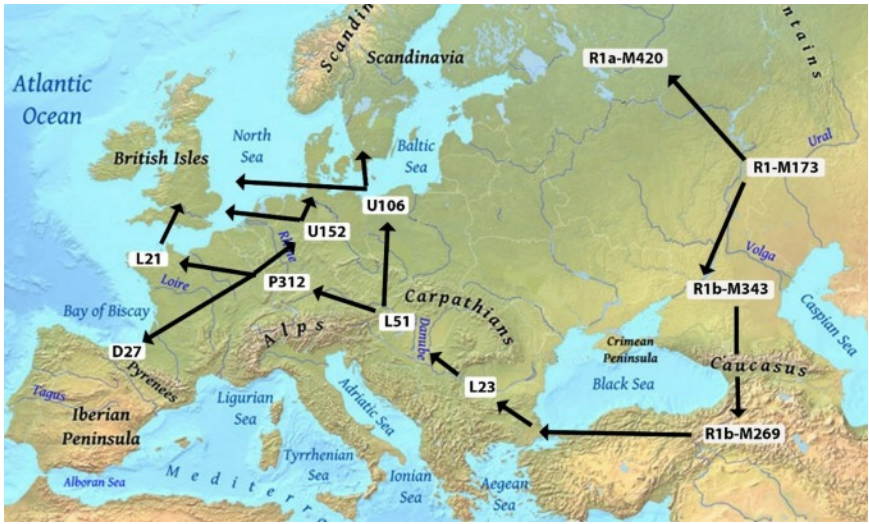 Scandin
Scandinavia
ntains
R1a-M420
Atlantic
Ocean
North
Sea
Baltic
Sea
British Isles
Ural
R1-M173
U106
U152
Rhine
L21
Loire
P312
Volga
R1b-M343
Bay of Biscay
Carpathians
L51
Alps
Danube
Caspian Sea
D27
Pyrenees
Crimean
Peninsula
Black Sea
Caucasus
Tagus
Iberian
Peninsula
Ligurian
Sea
Adriatic Sea
L23
R1b-M269
Tyrrhenian
Sea
Ionian
Sea
Aegean
Sea
Alboran Sea
Mediterr